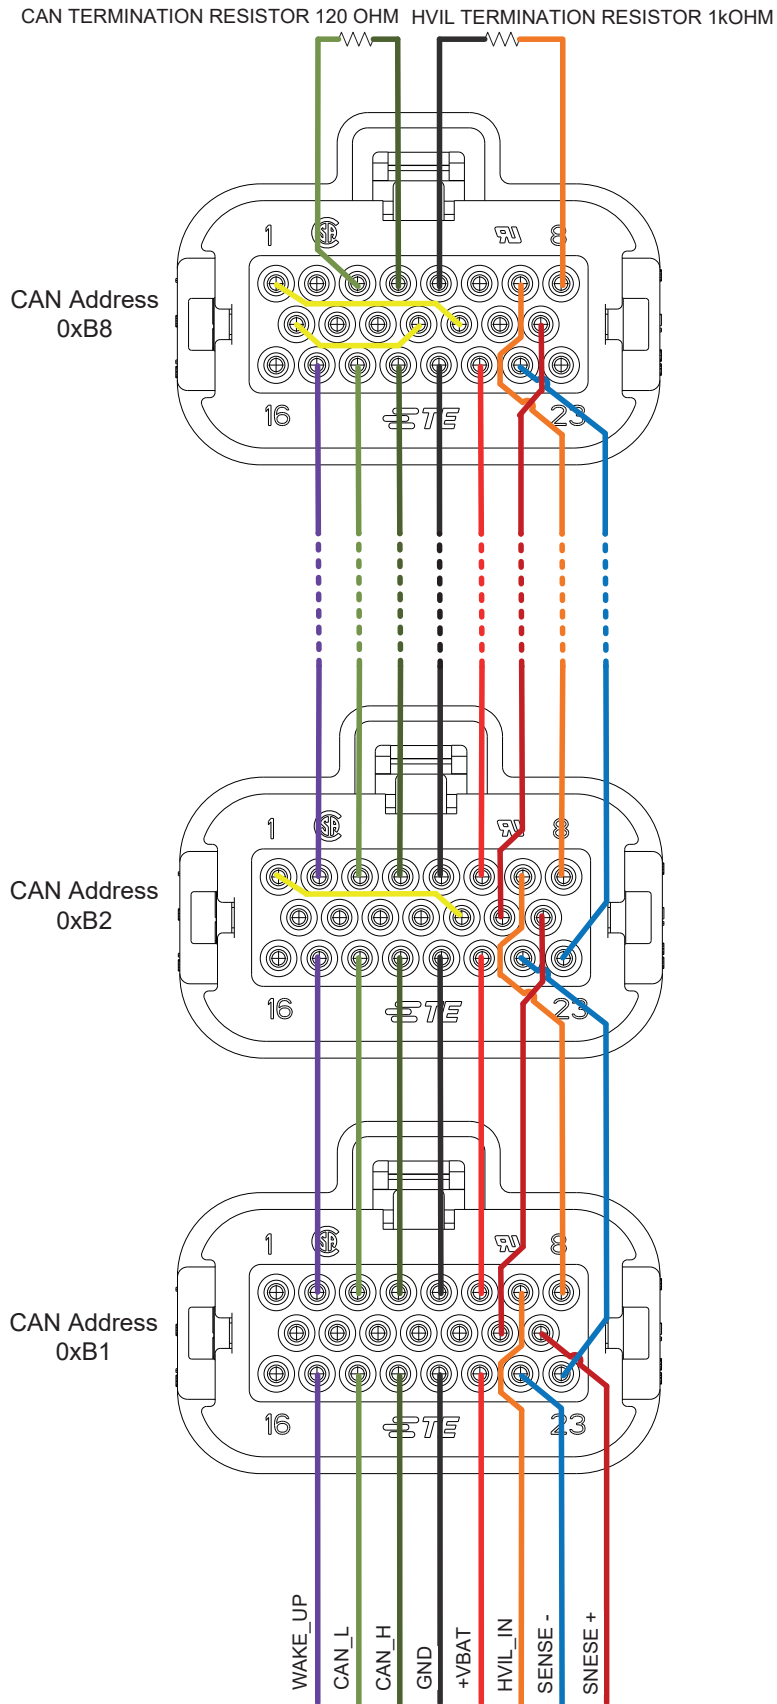 CAN TERMINATION RESISTOR 120 OHM
HVIL TERMINATION RESISTOR 1kOHM
1
8
CAN Address
0xB8
16
TE
23
1
8
CAN Address
0xB2
16
TE
23
1
8
CAN Address
0xB1
16
TE
23
WAKE_UP
CAN_L
CAN_H
GND
+VBAT
HVIL_IN
SENSE -
SNESE +